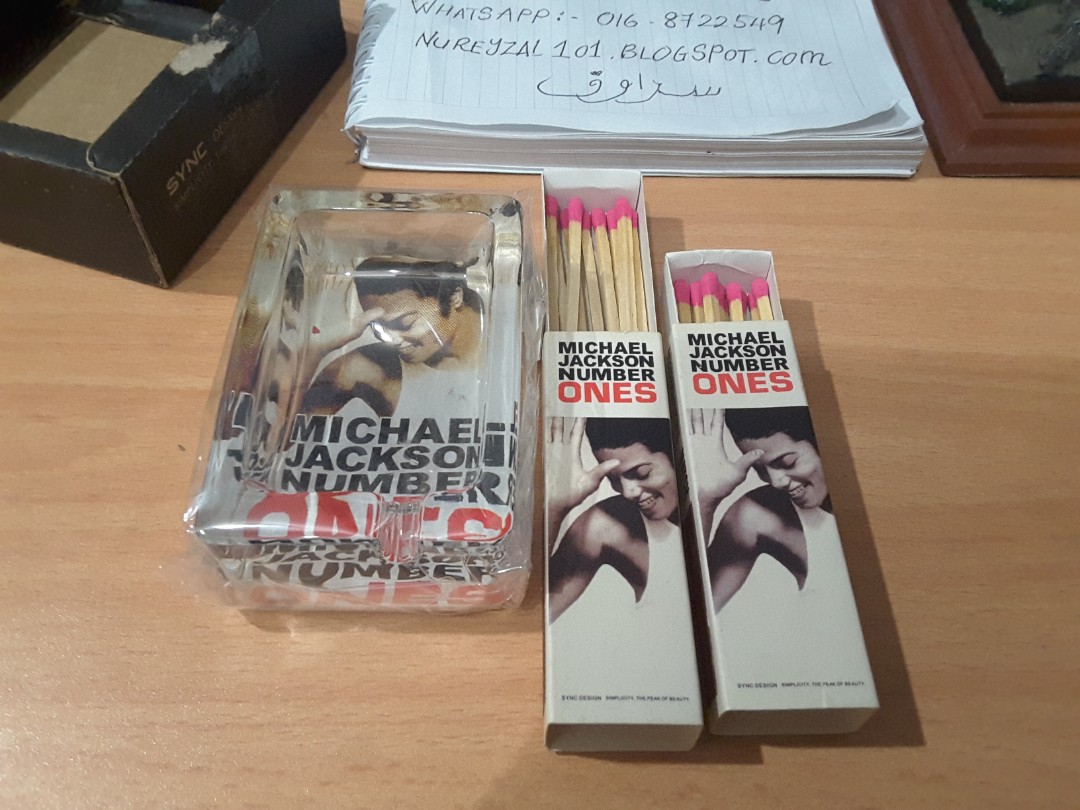 WHATSAPP:- 016-8722549
NUREYZAL101.BLOGSPOT.COM
سراوق
SYNC DESIGN
MICHAEL
JACKSON
NUMBER
ONES
MICHAEL
JACKSON
NUMBER
ONES
SYNC DESIGN SIMPLICITY. THE PEAK OF BEAUTY.
MICHAEL
JACKSON
NUMBER
ONES
SYNC DESIGN SIMPLICITY. THE PEAK OF BEAUTY.